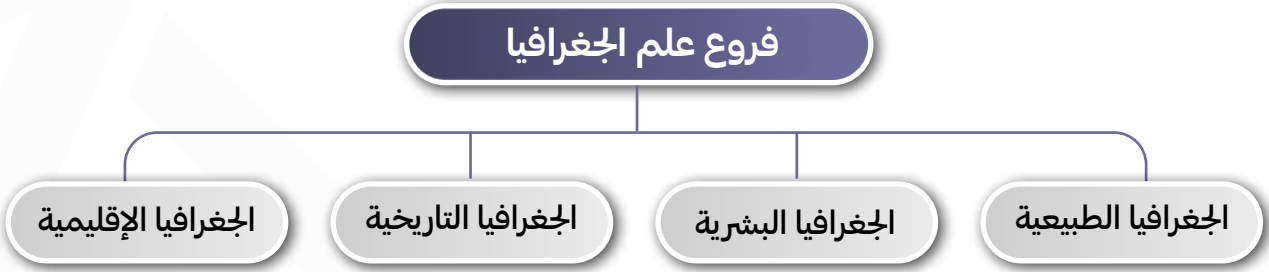 فروع علم الجغرافيا
الجغرافيا الطبيعية
الجغرافيا البشرية
الجغرافيا التاريخية
الجغرافيا الإقليمية